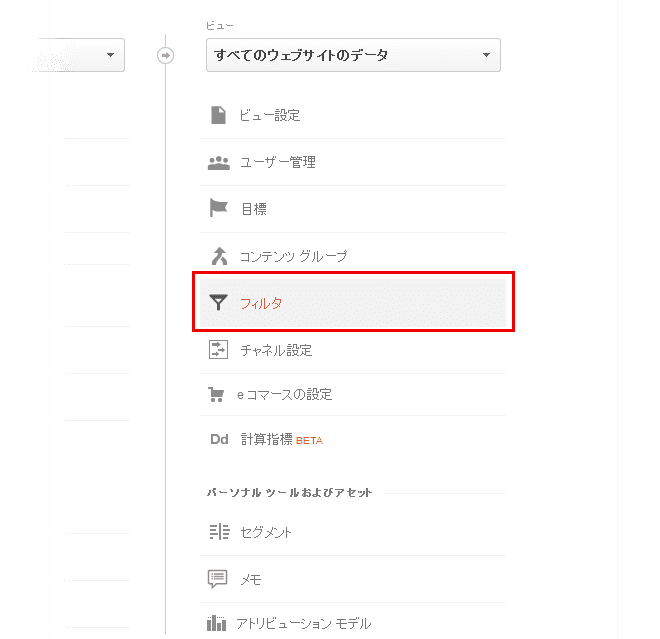 ビュー
すべてのウェブサイトのデータ
ビュー設定
ユーザー管理
目標
コンテンツ グループ
フィルタ
チャネル設定
e コマースの設定
Dd 計算指標 BETA
パーソナル ツールおよびアセット
セグメント
メモ
アトリビューション モデル